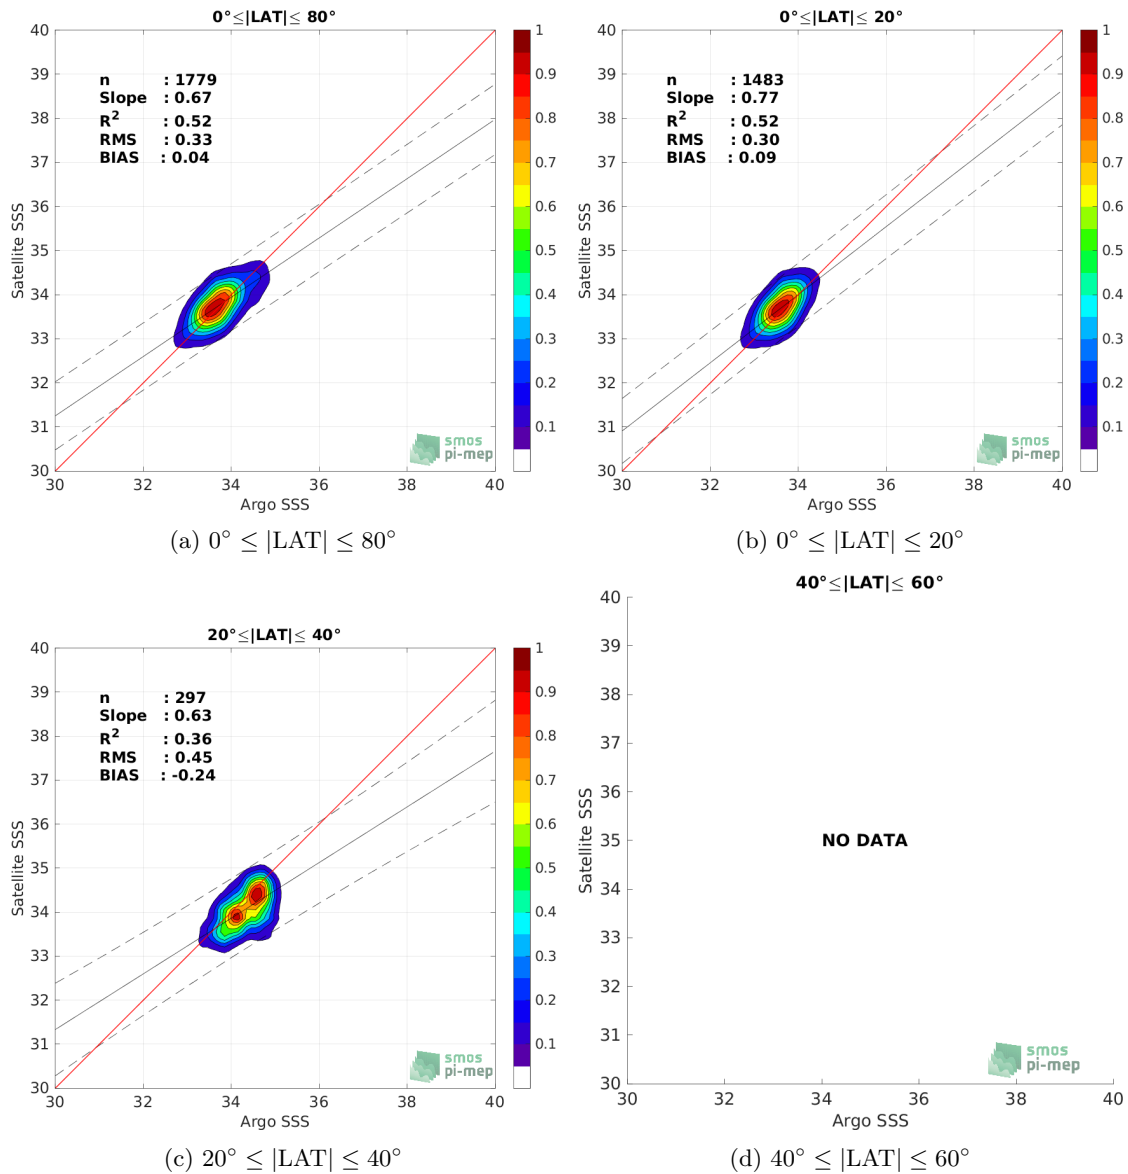 0°≤|LAT|≤ 80°
40
39
38
37
36
35
34
33
32
31
30
Satellite SSS
n : 1779
Slope : 0.67
R² : 0.52
RMS : 0.33
BIAS : 0.04
smos
pi-mep
30 32 34 36 38 40
Argo SSS
1
0.9
0.8
0.7
0.6
0.5
0.4
0.3
0.2
0.1
(a) 0° ≤ |LAT| ≤ 80°
0°≤|LAT|≤ 20°
40
39
38
37
36
35
34
33
32
31
30
Satellite SSS
n : 1483
Slope : 0.77
R² : 0.52
RMS : 0.30
BIAS : 0.09
smos
pi-mep
30 32 34 36 38 40
Argo SSS
1
0.9
0.8
0.7
0.6
0.5
0.4
0.3
0.2
0.1
(b) 0° ≤ |LAT| ≤ 20°
20°≤|LAT|≤ 40°
40
39
38
37
36
35
34
33
32
31
30
Satellite SSS
n : 297
Slope : 0.63
R² : 0.36
RMS : 0.45
BIAS : -0.24
smos
pi-mep
30 32 34 36 38 40
Argo SSS
1
0.9
0.8
0.7
0.6
0.5
0.4
0.3
0.2
0.1
(c) 20° ≤ |LAT| ≤ 40°
40°≤|LAT|≤ 60°
40
39
38
37
36
35
34
33
32
31
30
Satellite SSS
NO DATA
smos
pi-mep
30 32 34 36 38 40
Argo SSS
(d) 40° ≤ |LAT| ≤ 60°